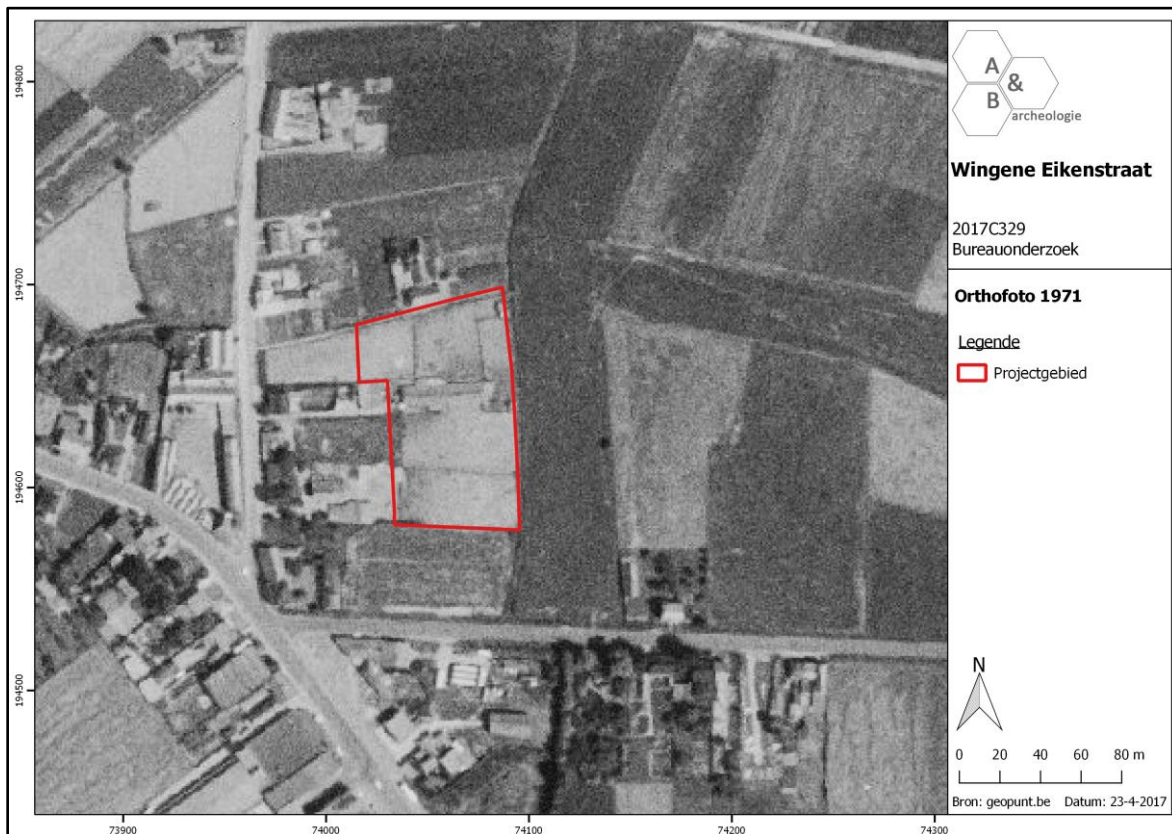 A
&
B
archeologie
Wingene Eikenstraat
2017C329
Bureauonderzoek
Orthofoto 1971
Legende
Projectgebied
N
0 20 40 60 80 m
Bron: geopunt.be Datum: 23-4-2017
194800
194700
194600
194500
73900 74000 74100 74200 74300